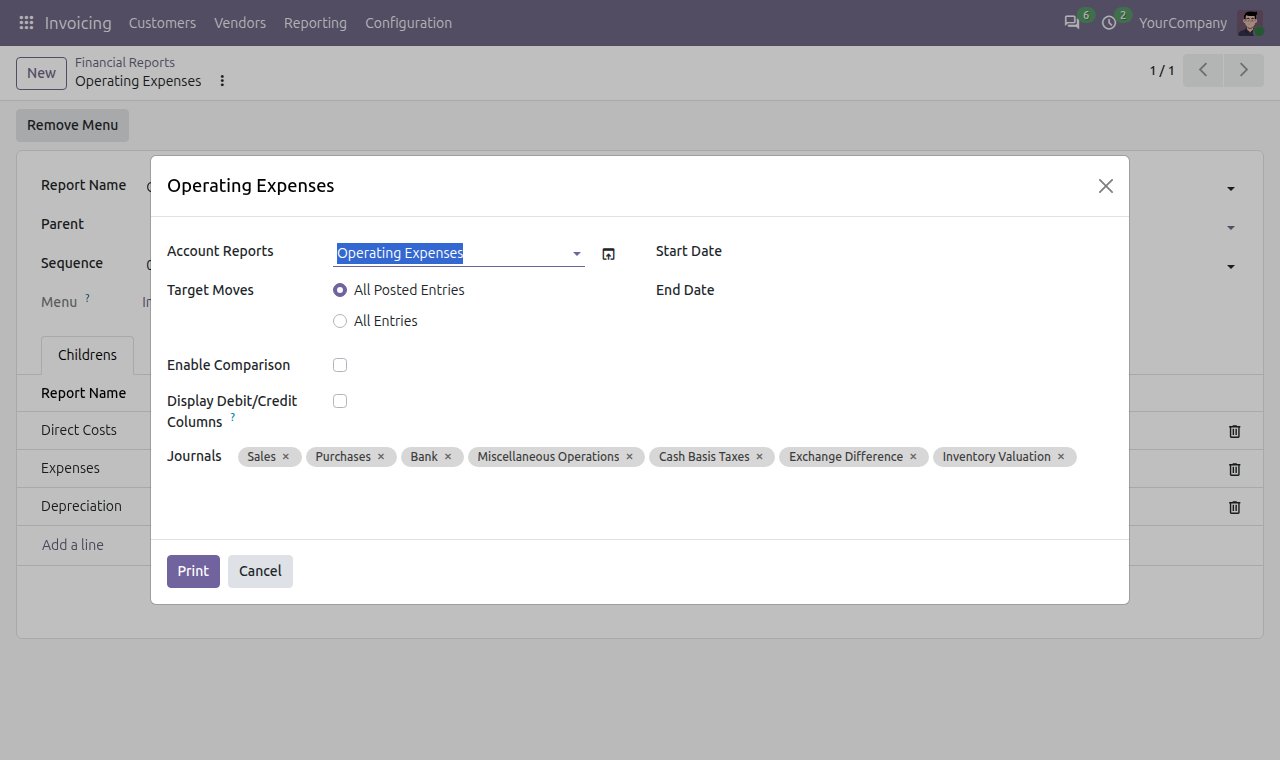 Invoicing Customers Vendors Reporting Configuration 6 2 YourCompany
New Financial Reports
Operating Expenses 1 / 1
Remove Menu
Report Name
Parent
Sequence
Menu ?
Childrens
Report Name
Direct Costs
Expenses
Depreciation
Add a line
Operating Expenses
Account Reports Operating Expenses Start Date
Target Moves All Posted Entries End Date
All Entries
Enable Comparison
Display Debit/Credit
Columns ?
Journals Sales × Purchases × Bank × Miscellaneous Operations × Cash Basis Taxes × Exchange Difference × Inventory Valuation ×
Print Cancel